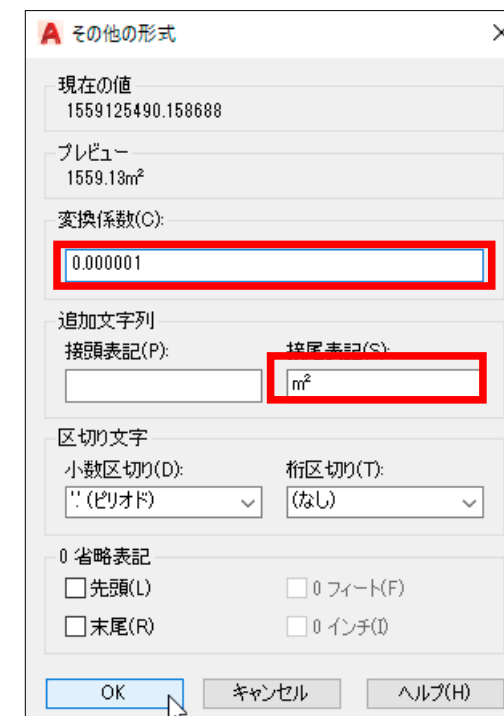 その他の形式
現在の値
1559125490.158688
プレビュー
1559.13m²
変換係数(C):
0.000001
追加文字列
接頭表記(P): 接尾表記(S):
m²
区切り文字
小数区切り(D): 桁区切り(T):
'.' (ピリオド) (なし)
0 省略表記
先頭(L) 0 フィート(F)
末尾(R) 0 インチ(I)
OK キャンセル ヘルプ(H)